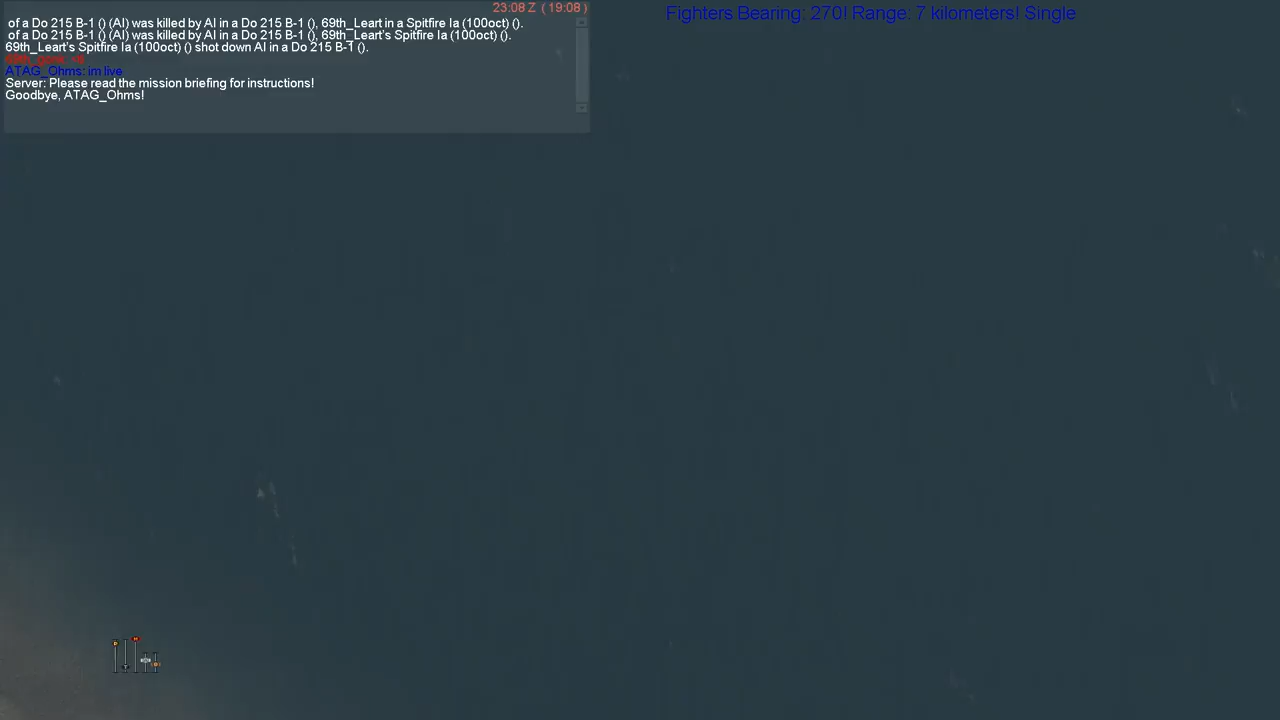 23:08 Z ( 19:08 )
of a Do 215 B-1 () (AI) was killed by AI in a Do 215 B-1 (), 69th_Leart in a Spitfire Ia (100oct) ().
of a Do 215 B-1 () (AI) was killed by AI in a Do 215 B-1 (), 69th_Leart's Spitfire Ia (100oct) ().
69th_Leart's Spitfire Ia (100oct) () shot down AI in a Do 215 B-1 ().
ATAG_Ohms: im live
Server: Please read the mission briefing for instructions!
Goodbye, ATAG_Ohms!
Fighters Bearing: 270! Range: 7 kilometers! Single